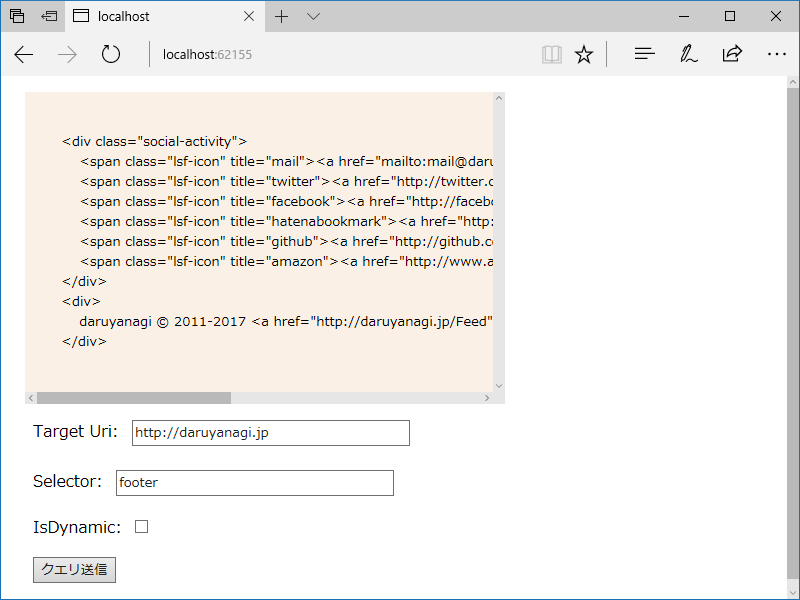 localhost
localhost:62155
<div class="social-activity">
<span class="lsf-icon" title="mail"><a href="mailto:mail@daru
<span class="lsf-icon" title="twitter"><a href="http://twitter.c
<span class="lsf-icon" title="facebook"><a href="http://facebo
<span class="lsf-icon" title="hatenabookmark"><a href="http:
<span class="lsf-icon" title="github"><a href="http://github.co
<span class="lsf-icon" title="amazon"><a href="http://www.a
</div>
<div>
daruyanagi © 2011-2017 <a href="http://daruyanagi.jp/Feed"
</div>
Target Uri: http://daruyanagi.jp
Selector: footer
IsDynamic:
クエリ送信